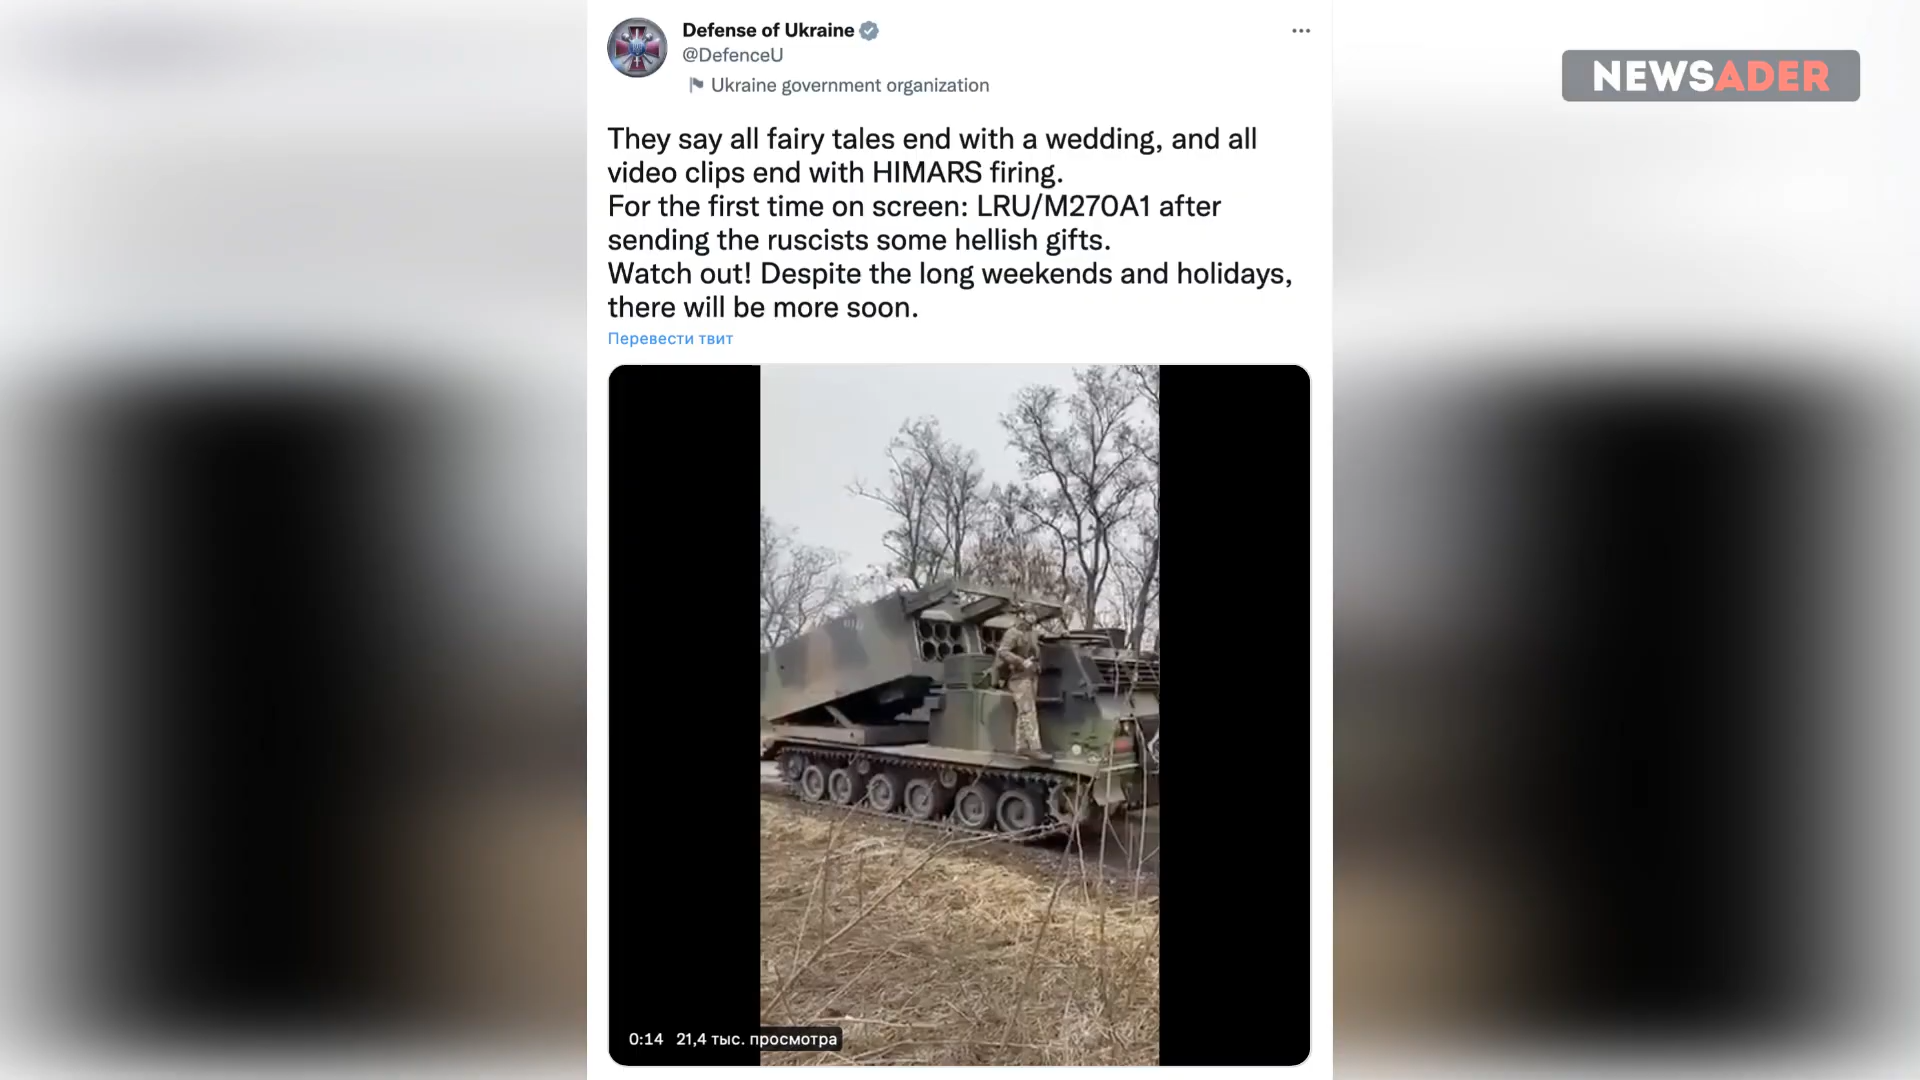 Defense of Ukraine
@DefenceU
Ukraine government organization
NEWSADER
They say all fairy tales end with a wedding, and all
video clips end with HIMARS firing.
For the first time on screen: LRU/M270A1 after
sending the ruscists some hellish gifts.
Watch out! Despite the long weekends and holidays,
there will be more soon.
Перевести твит
0:14 21,4 тыс. просмотра